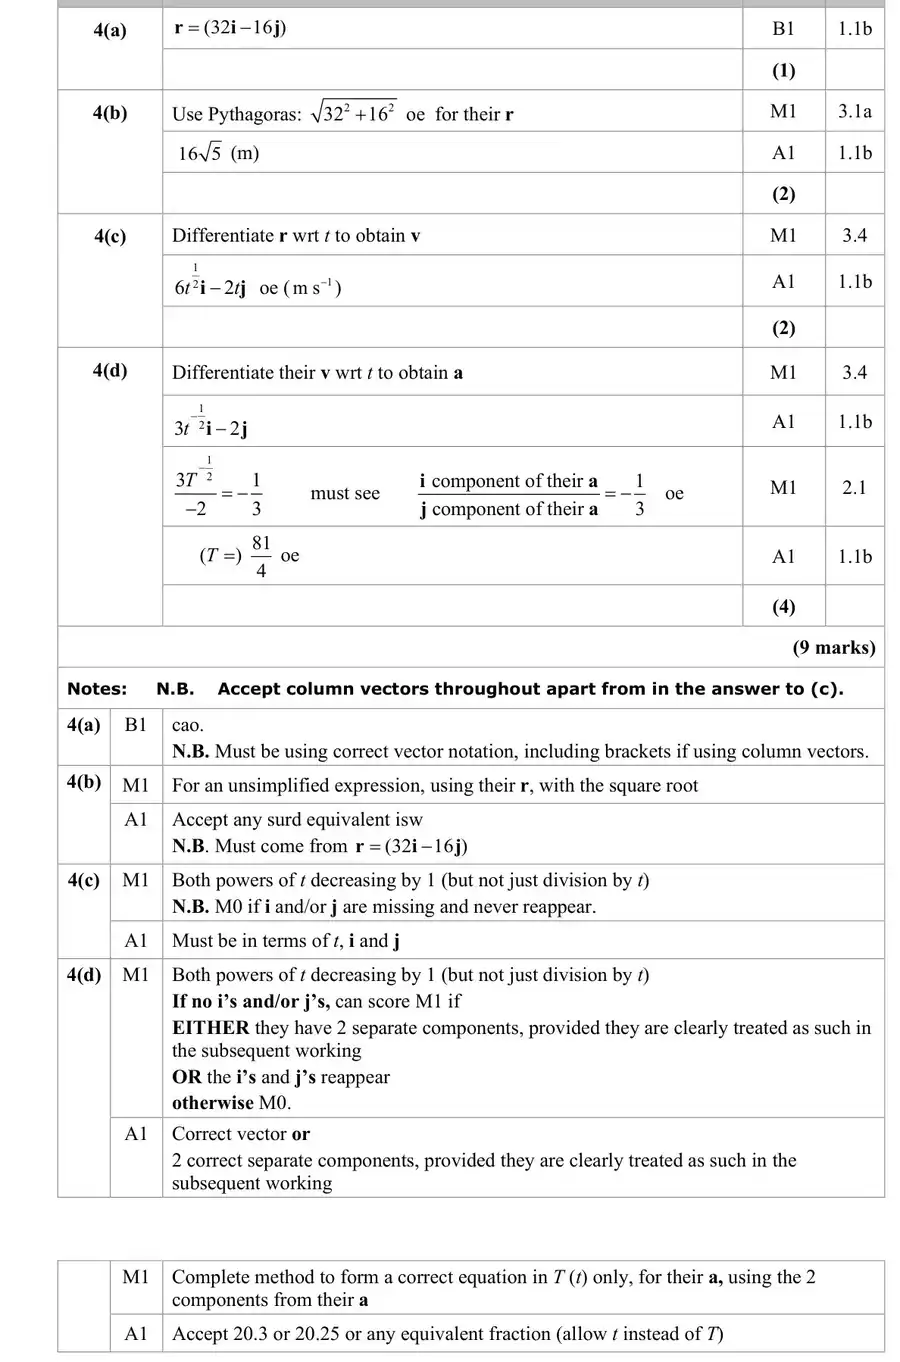 4(a) r = (32i – 16j) B1 1.1b
(1)
4(b) Use Pythagoras: √(32² + 16²) oe for their r M1 3.1a
16√5 (m) A1 1.1b
(2)
4(c) Differentiate r wrt t to obtain v M1 3.4
6t^(1/2)i – 2tj oe (m s⁻¹) A1 1.1b
(2)
4(d) Differentiate their v wrt t to obtain a M1 3.4
3t^(-1/2)i – 2j A1 1.1b
3T^(-1/2)/–2 = –1/3 must see i component of their a/j component of their a = –1/3 oe M1 2.1
(T =) 81/4 oe A1 1.1b
(4)
(9 marks)
Notes: N.B. Accept column vectors throughout apart from in the answer to (c).
4(a) B1 cao.
N.B. Must be using correct vector notation, including brackets if using column vectors.
4(b) M1 For an unsimplified expression, using their r, with the square root
A1 Accept any surd equivalent isw
N.B. Must come from r = (32i – 16j)
4(c) M1 Both powers of t decreasing by 1 (but not just division by t)
N.B. M0 if i and/or j are missing and never reappear.
A1 Must be in terms of t, i and j
4(d) M1 Both powers of t decreasing by 1 (but not just division by t)
If no i's and/or j's, can score M1 if
EITHER they have 2 separate components, provided they are clearly treated as such in
the subsequent working
OR the i's and j's reappear
otherwise M0.
A1 Correct vector or
2 correct separate components, provided they are clearly treated as such in the
subsequent working
M1 Complete method to form a correct equation in T (t) only, for their a, using the 2
components from their a
A1 Accept 20.3 or 20.25 or any equivalent fraction (allow t instead of T)